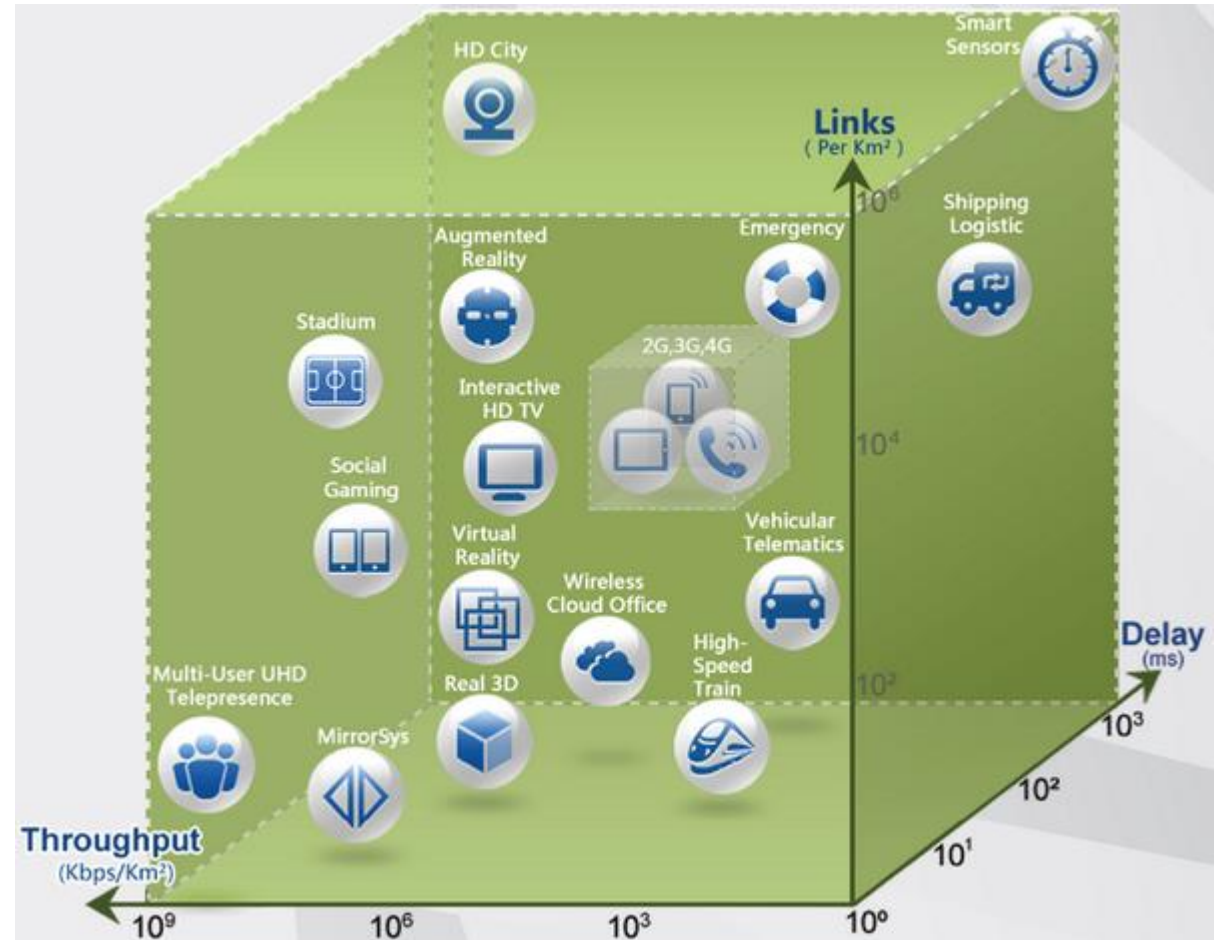 HD City
Smart
Sensors
Links
( Per Km² )
10⁶
Shipping
Logistic
Augmented
Reality
Emergency
Stadium
2G,3G,4G
Interactive
HD TV
10⁴
Social
Gaming
Virtual
Reality
Vehicular
Telematics
Wireless
Cloud Office
High-
Speed
Train
Delay
(ms)
Multi-User UHD
Telepresence
Real 3D
10²
MirrorSys
10³
10²
10¹
Throughput
(Kbps/Km²)
10⁹
10⁶
10³
10⁰